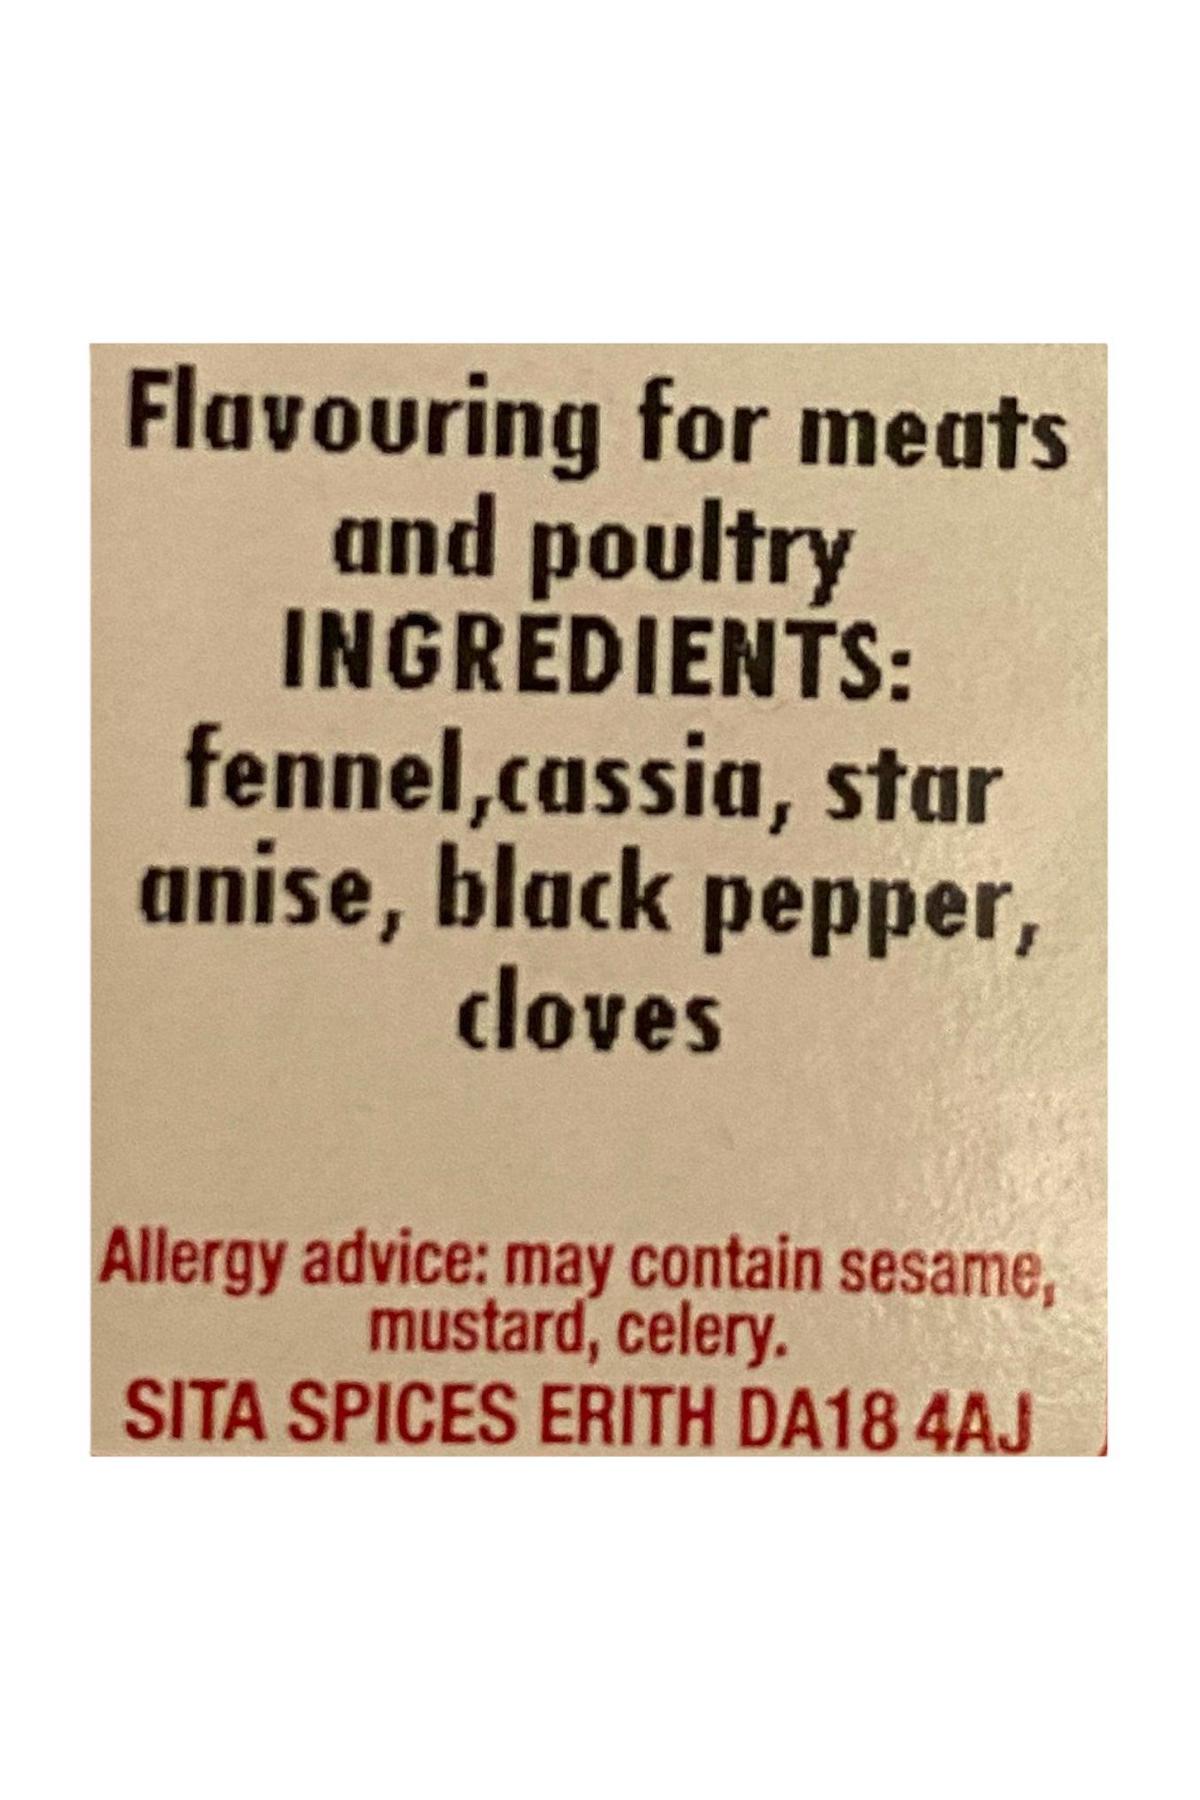 Flavouring for meats
and poultry
INGREDIENTS:
fennel,cassia, star
anise, black pepper,
cloves
Allergy advice: may contain sesame,
mustard, celery.
SITA SPICES ERITH DA18 4AJ